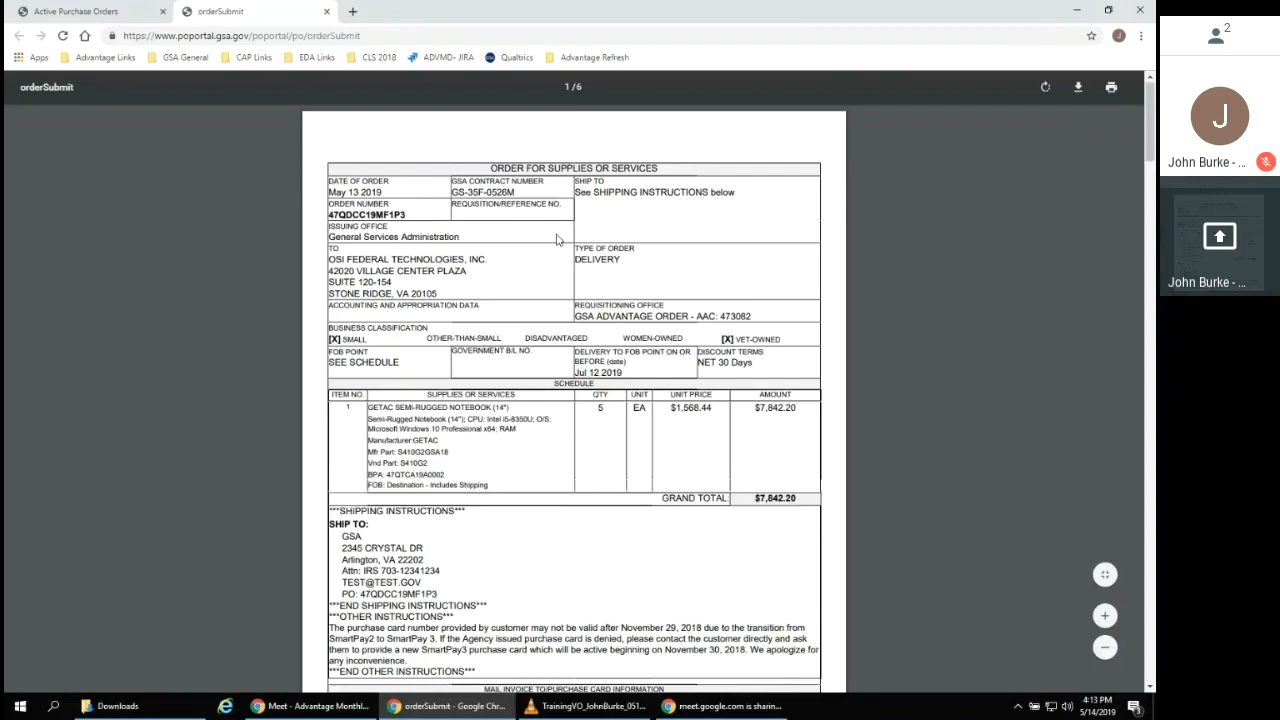 Active Purchase Orders
orderSubmit
https://www.poportal.gsa.gov/poportal/po/orderSubmit
J
Apps Advantage Links GSA General CAP Links EDA Links CLS 2018 ADVMD- JIRA Qualtrics Advantage Refresh
orderSubmit
1 / 6
ORDER FOR SUPPLIES OR SERVICES
DATE OF ORDER
May 13 2019
GSA CONTRACT NUMBER
GS-35F-0526M
SHIP TO
See SHIPPING INSTRUCTIONS below
ORDER NUMBER
47QDCC19MF1P3
REQUISITION/REFERENCE NO.
ISSUING OFFICE
General Services Administration
TO
OSI FEDERAL TECHNOLOGIES, INC.
42020 VILLAGE CENTER PLAZA
SUITE 120-154
STONE RIDGE, VA 20105
TYPE OF ORDER
DELIVERY
ACCOUNTING AND APPROPRIATION DATA
REQUISITIONING OFFICE
GSA ADVANTAGE ORDER - AAC: 473082
BUSINESS CLASSIFICATION
[X] SMALL OTHER-THAN-SMALL DISADVANTAGED WOMEN-OWNED [X] VET-OWNED
FOB POINT
SEE SCHEDULE
GOVERNMENT B/L NO.
DELIVERY TO FOB POINT ON OR
BEFORE (date)
Jul 12 2019
DISCOUNT TERMS
NET 30 Days
SCHEDULE
ITEM NO. SUPPLIES OR SERVICES QTY UNIT UNIT PRICE AMOUNT
1 GETAC SEMI-RUGGED NOTEBOOK (14") 5 EA $1,568.44 $7,842.20
Semi-Rugged Notebook (14"); CPU: Intel i5-8350U; O/S:
Microsoft Windows 10 Professional x64; RAM
Manufacturer:GETAC
Mfr Part: S410G2GSA18
Vnd Part: S410G2
BPA: 47QTCA19A0002
FOB: Destination - Includes Shipping
GRAND TOTAL: $7,842.20
***SHIPPING INSTRUCTIONS***
SHIP TO:
GSA
2345 CRYSTAL DR
Arlington, VA 22202
Attn: IRS 703-12341234
TEST@TEST.GOV
PO: 47QDCC19MF1P3
***END SHIPPING INSTRUCTIONS***
***OTHER INSTRUCTIONS***
The purchase card number provided by customer may not be valid after November 29, 2018 due to the transition from
SmartPay2 to SmartPay 3. If the Agency issued purchase card is denied, please contact the customer directly and ask
them to provide a new SmartPay3 purchase card which will be active beginning on November 30, 2018. We apologize for
any inconvenience.
***END OTHER INSTRUCTIONS***
MAIL INVOICE TO/PURCHASE CARD INFORMATION
2
J
John Burke - ...
John Burke - ...
Downloads
Meet - Advantage Monthl...
orderSubmit - Google Chr...
TrainingVO_JohnBurke_051...
meet.google.com is sharin...
4:13 PM
5/14/2019
3